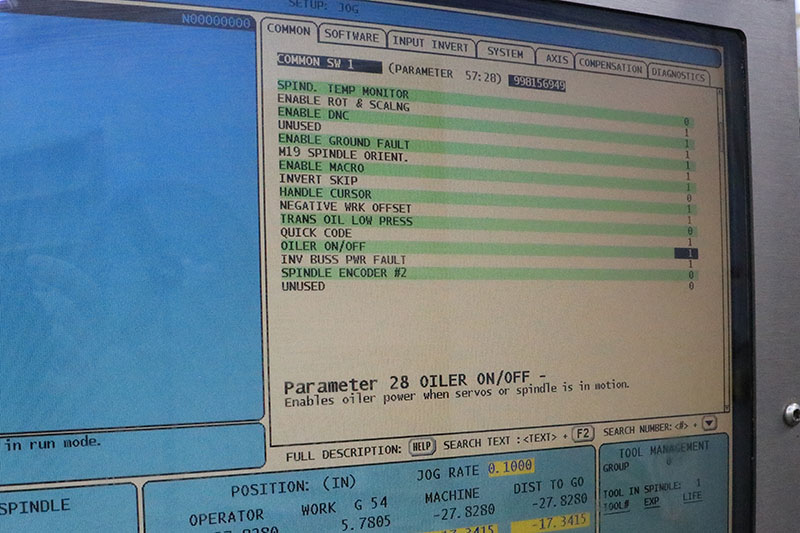 SETUP: JOG
N00000000
COMMON SOFTWARE INPUT INVERT SYSTEM AXIS COMPENSATION DIAGNOSTICS
COMMON SW 1 (PARAMETER 57:28) 998156949
SPIND. TEMP MONITOR 0
ENABLE ROT & SCALNG 1
ENABLE DNC 1
UNUSED 1
ENABLE GROUND FAULT 1
M19 SPINDLE ORIENT. 1
ENABLE MACRO 1
INVERT SKIP 0
HANDLE CURSOR 1
NEGATIVE WRK OFFSET 1
TRANS OIL LOW PRESS 0
QUICK CODE 1
OILER ON/OFF 1
INV BUSS PWR FAULT 1
SPINDLE ENCODER #2 0
UNUSED 0
Parameter 28 OILER ON/OFF -
Enables oiler power when servos or spindle is in motion.
in run mode.
FULL DESCRIPTION: HELP SEARCH TEXT :<TEXT> + F2 SEARCH NUMBER: <#> +
SPINDLE
POSITION: (IN) JOG RATE 0.1000
OPERATOR WORK G 54 MACHINE DIST TO GO
5.7805 -27.8280 -27.8280
-17.3415
TOOL MANAGEMENT
GROUP 0
TOOL IN SPINDLE: 1
TOOL# EXP LIFE